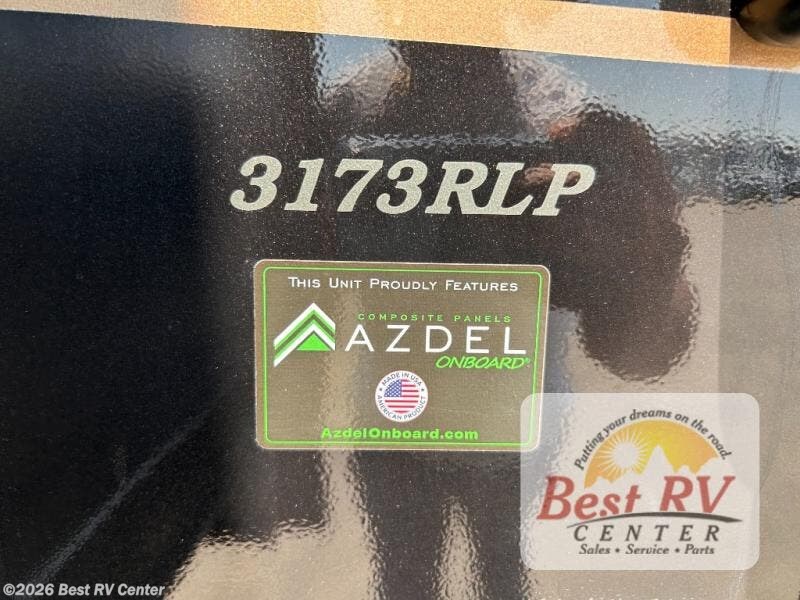 3173RLP
THIS UNIT PROUDLY FEATURES
COMPOSITE PANELS
AZDEL
ONBOARD®
MADE IN USA
AMERICAN PRODUCT
AzdelOnboard.com
Putting your dreams on the road.
Best RV
CENTER
Sales • Service • Parts
©2026 Best RV Center